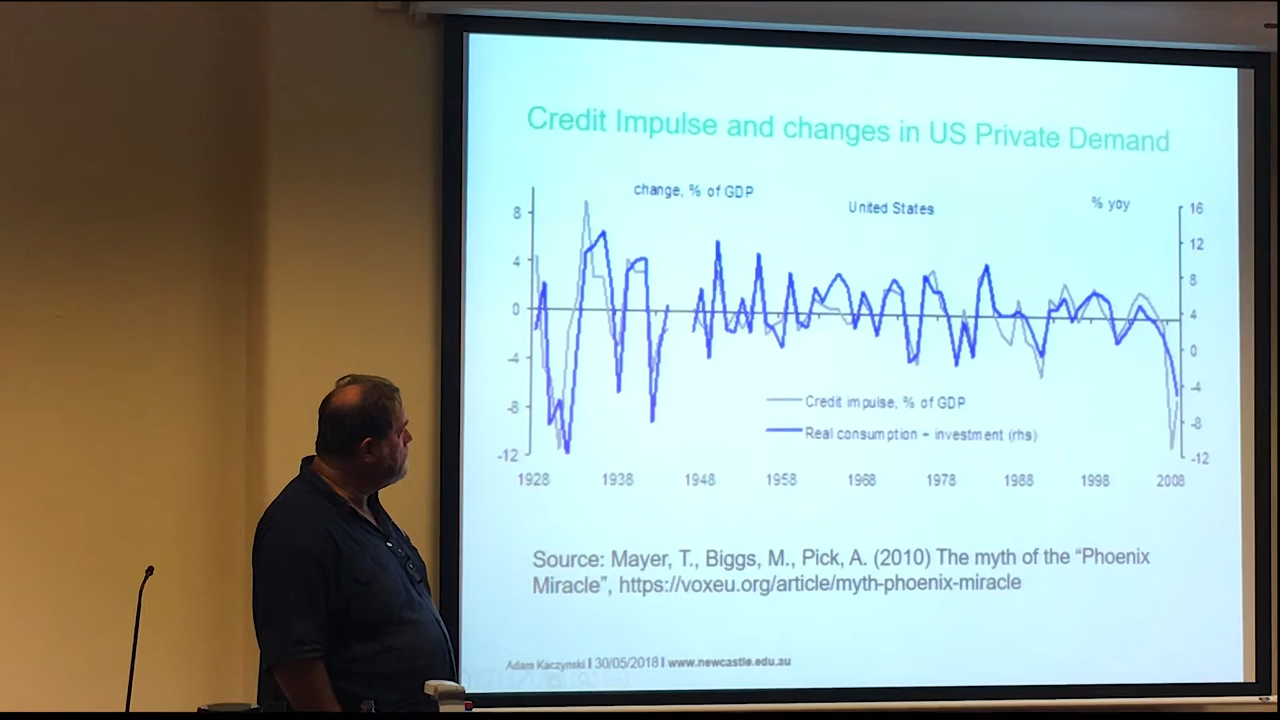 Credit Impulse and changes in US Private Demand
change, % of GDP
United States
% yoy
8
4
0
-4
-8
-12
16
12
8
4
0
-4
-8
-12
Credit impulse, % of GDP
Real consumption + investment (rhs)
1928 1938 1948 1958 1968 1978 1988 1998 2008
Source: Mayer, T., Biggs, M., Pick, A. (2010) The myth of the “Phoenix
Miracle”, https://voxeu.org/article/myth-phoenix-miracle
Adam Kaczynski I 30/05/2018 I www.newcastle.edu.au